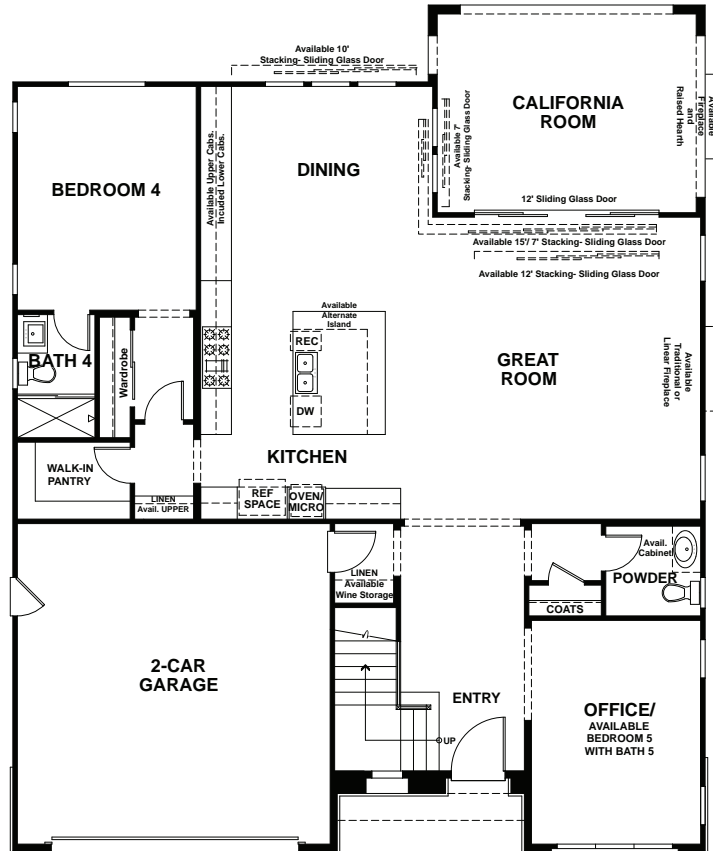 Available 10'
Stacking- Sliding Glass Door
CALIFORNIA
ROOM
Available
Fireplace
and
Raised Hearth
Available 7'
Stacking- Sliding Glass Door
12' Sliding Glass Door
Available 15'/ 7' Stacking- Sliding Glass Door
Available 12' Stacking- Sliding Glass Door
BEDROOM 4
Available Upper Cabs.
Incuded Lower Cabs.
DINING
Available
Alternate
Island
REC
DW
GREAT
ROOM
Available
Traditional or
Linear Fireplace
BATH 4
Wardrobe
KITCHEN
WALK-IN
PANTRY
LINEN
Avail. UPPER
REF
SPACE
OVEN/
MICRO
LINEN
Available
Wine Storage
Avail.
Cabinet
POWDER
COATS
2-CAR
GARAGE
ENTRY
UP
OFFICE/
AVAILABLE
BEDROOM 5
WITH BATH 5